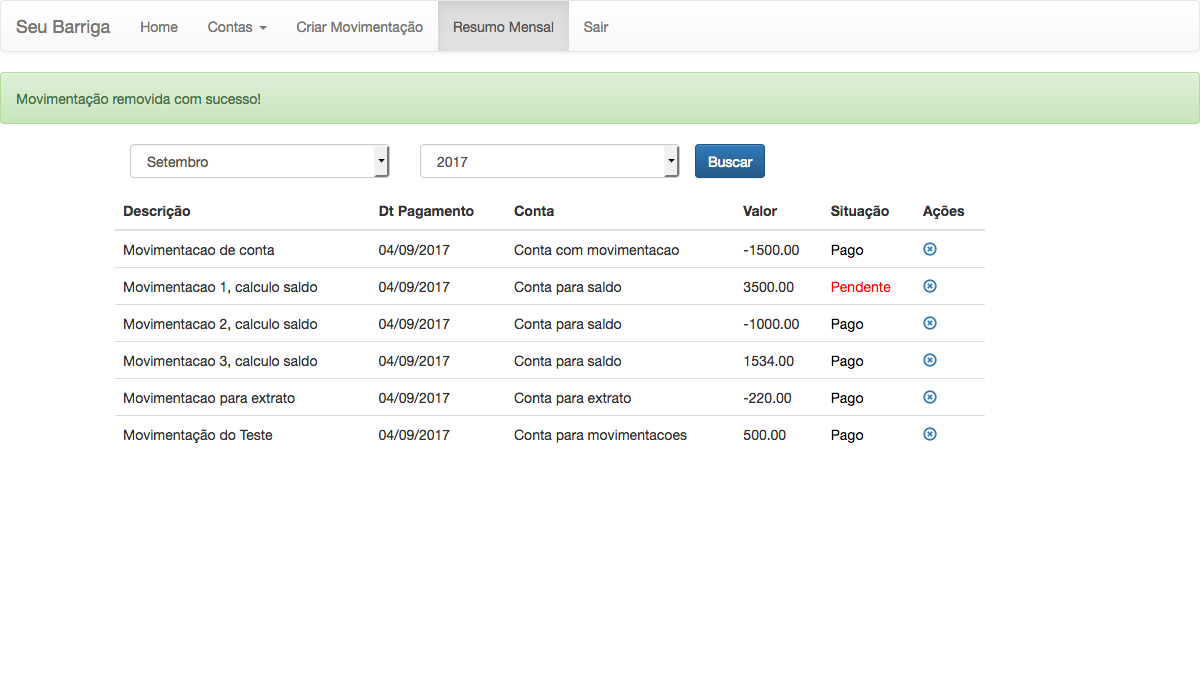 Seu Barriga Home Contas Criar Movimentação Resumo Mensal Sair
Movimentação removida com sucesso!
Setembro 2017 Buscar
Descrição Dt Pagamento Conta Valor Situação Ações
Movimentacao de conta 04/09/2017 Conta com movimentacao -1500.00 Pago
Movimentacao 1, calculo saldo 04/09/2017 Conta para saldo 3500.00 Pendente
Movimentacao 2, calculo saldo 04/09/2017 Conta para saldo -1000.00 Pago
Movimentacao 3, calculo saldo 04/09/2017 Conta para saldo 1534.00 Pago
Movimentacao para extrato 04/09/2017 Conta para extrato -220.00 Pago
Movimentação do Teste 04/09/2017 Conta para movimentacoes 500.00 Pago